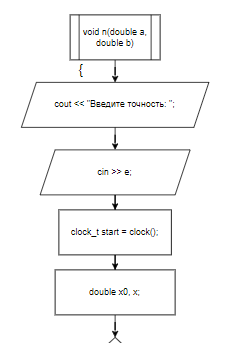 void n(double a,
double b)
{
cout << "Введите точность: ";
cin >> e;
clock_t start = clock();
double x0, x;